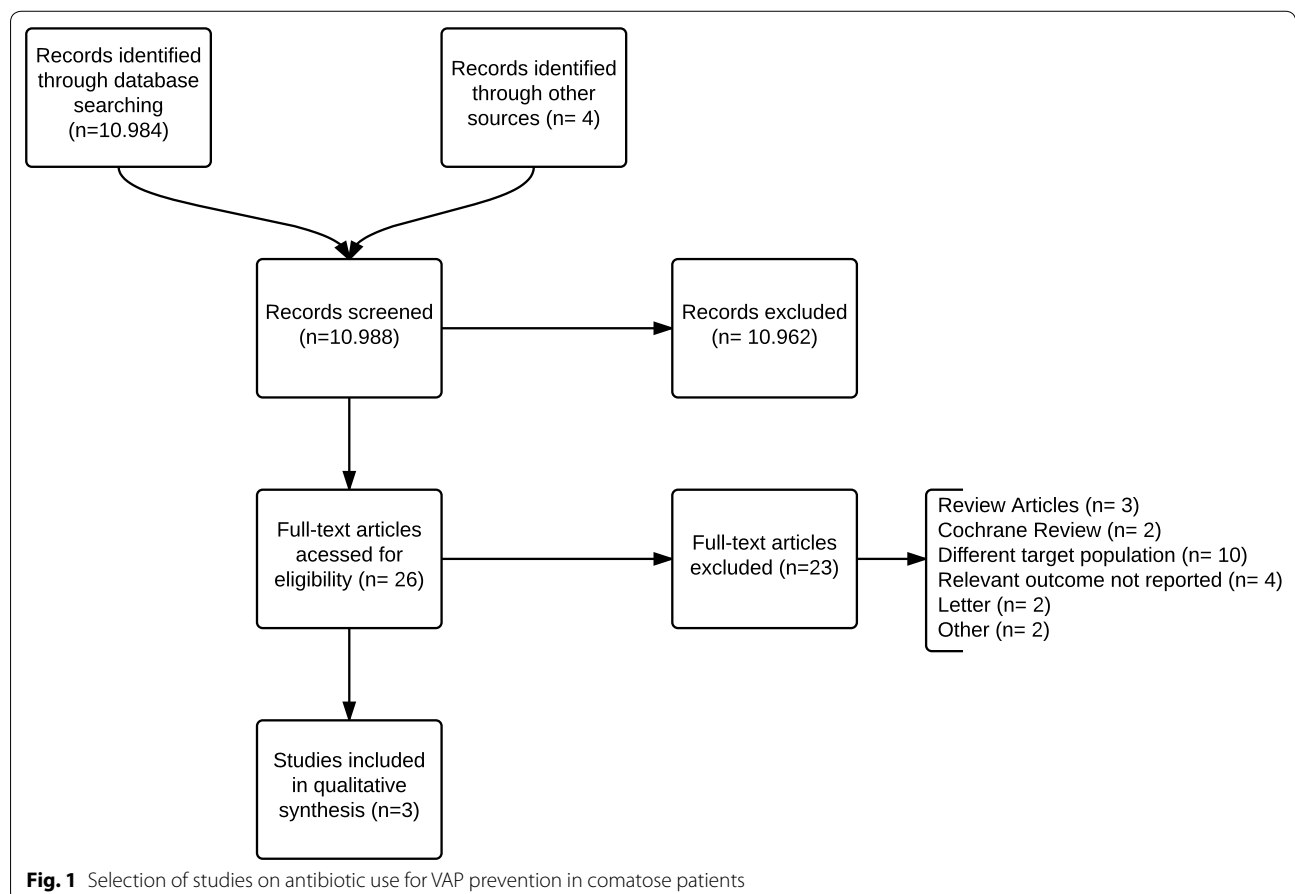 Records identified
through database
searching
(n=10.984)
Records identified
through other
sources (n= 4)
Records screened
(n=10.988)
Records excluded
(n= 10.962)
Full-text articles
acessed for
eligibility (n= 26)
Full-text articles
excluded (n=23)
Review Articles (n= 3)
Cochrane Review (n= 2)
Different target population (n= 10)
Relevant outcome not reported (n= 4)
Letter (n= 2)
Other (n= 2)
Studies included
in qualitative
synthesis (n=3)
Fig. 1 Selection of studies on antibiotic use for VAP prevention in comatose patients